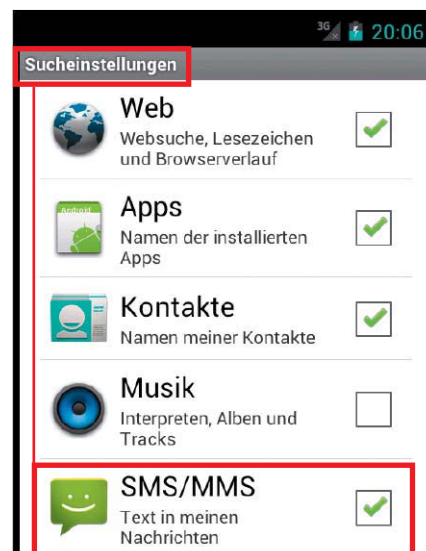 3G 20:06
Sucheinstellungen
Web
Websuche, Lesezeichen
und Browserverlauf
Android
Apps
Namen der installierten
Apps
Kontakte
Namen meiner Kontakte
Musik
Interpreten, Alben und
Tracks
SMS/MMS
Text in meinen
Nachrichten